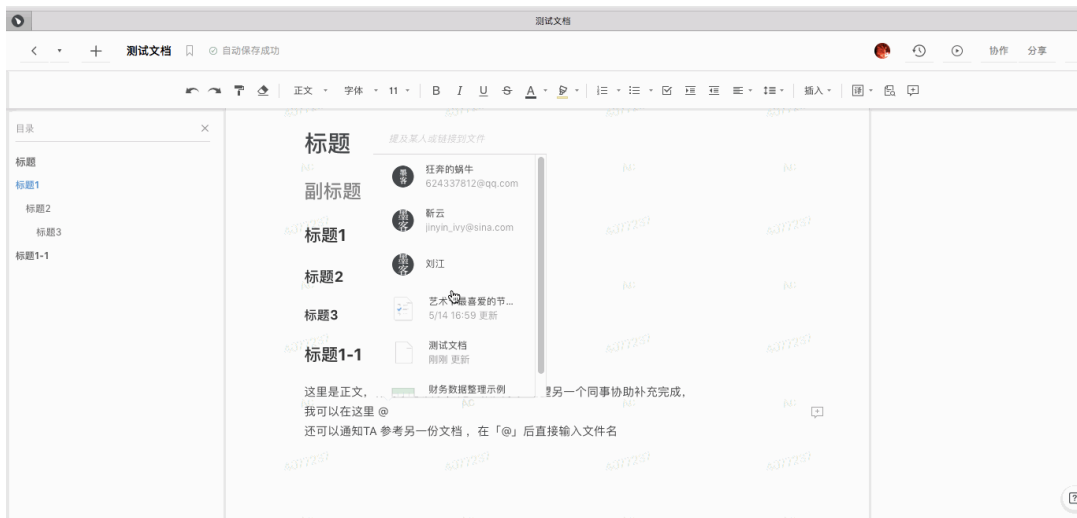 测试文档
测试文档 自动保存成功 协作 分享
正文 字体 11 B I U S A 插入
目录
标题
标题1
标题2
标题3
标题1-1
标题
副标题
标题1
标题2
标题3
标题1-1
提及某人或链接到文件
狂奔的蜗牛
624337812@qq.com
靳云
jinyin_ivy@sina.com
刘江
艺术 最喜爱的节...
5/14 16:59 更新
测试文档
刚刚 更新
财务数据整理示例
这里是正文, 望另一个同事协助补充完成,
我可以在这里 @
还可以通知TA 参考另一份文档，在「@」后直接输入文件名